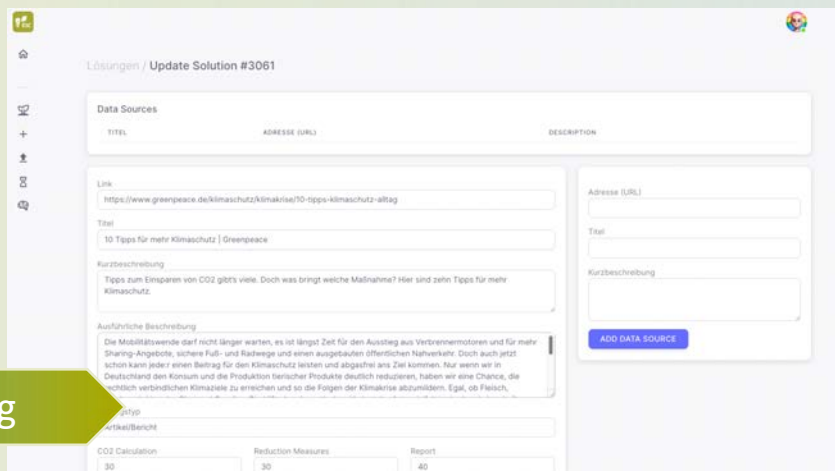 Lösungen / Update Solution #3061
Data Sources
TITEL ADRESSE (URL) DESCRIPTION
Link
https://www.greenpeace.de/klimaschutz/klimakrise/10-tipps-klimaschutz-alltag
Titel
10 Tipps für mehr Klimaschutz | Greenpeace
Kurzbeschreibung
Tipps zum Einsparen von CO2 gibt's viele. Doch was bringt welche Maßnahme? Hier sind zehn Tipps für mehr
Klimaschutz.
Ausführliche Beschreibung
Die Mobilitätswende darf nicht länger warten, es ist längst Zeit für den Ausstieg aus Verbrennermotoren und für mehr
Sharing-Angebote, sichere Fuß- und Radwege und einen ausgebauten öffentlichen Nahverkehr. Doch auch jetzt
schon kann jede:r einen Beitrag für den Klimaschutz leisten und abgasfrei ans Ziel kommen. Nur wenn wir in
Deutschland den Konsum und die Produktion tierischer Produkte deutlich reduzieren, haben wir eine Chance, die
rechtlich verbindlichen Klimaziele zu erreichen und so die Folgen der Klimakrise abzumildern. Egal, ob Fleisch,
g
gstyp
Artikel/Bericht
CO2 Calculation Reduction Measures Report
30 30 40
Adresse (URL)
Titel
Kurzbeschreibung
ADD DATA SOURCE